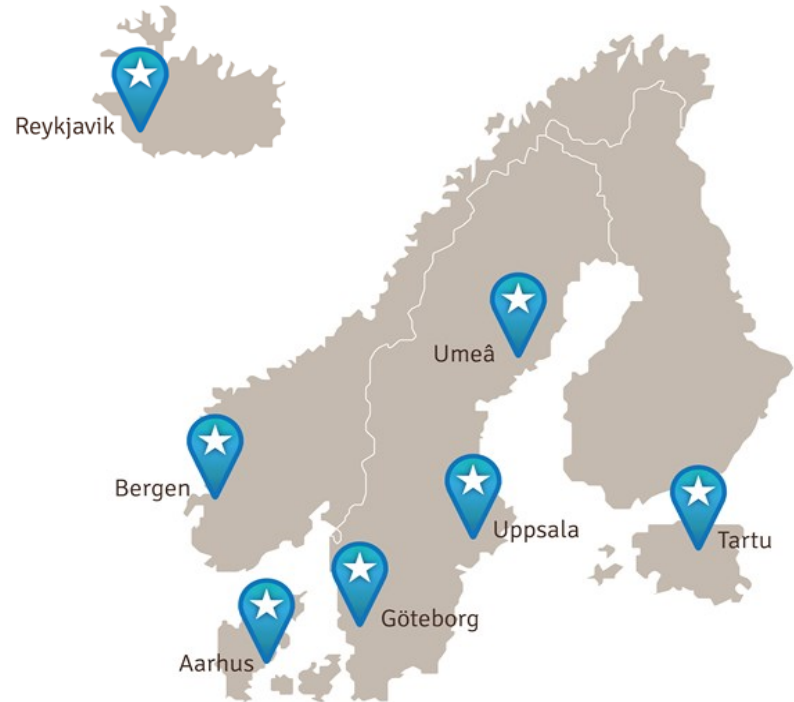 Reykjavik
Umeâ
Bergen
Uppsala
Tartu
Göteborg
Aarhus